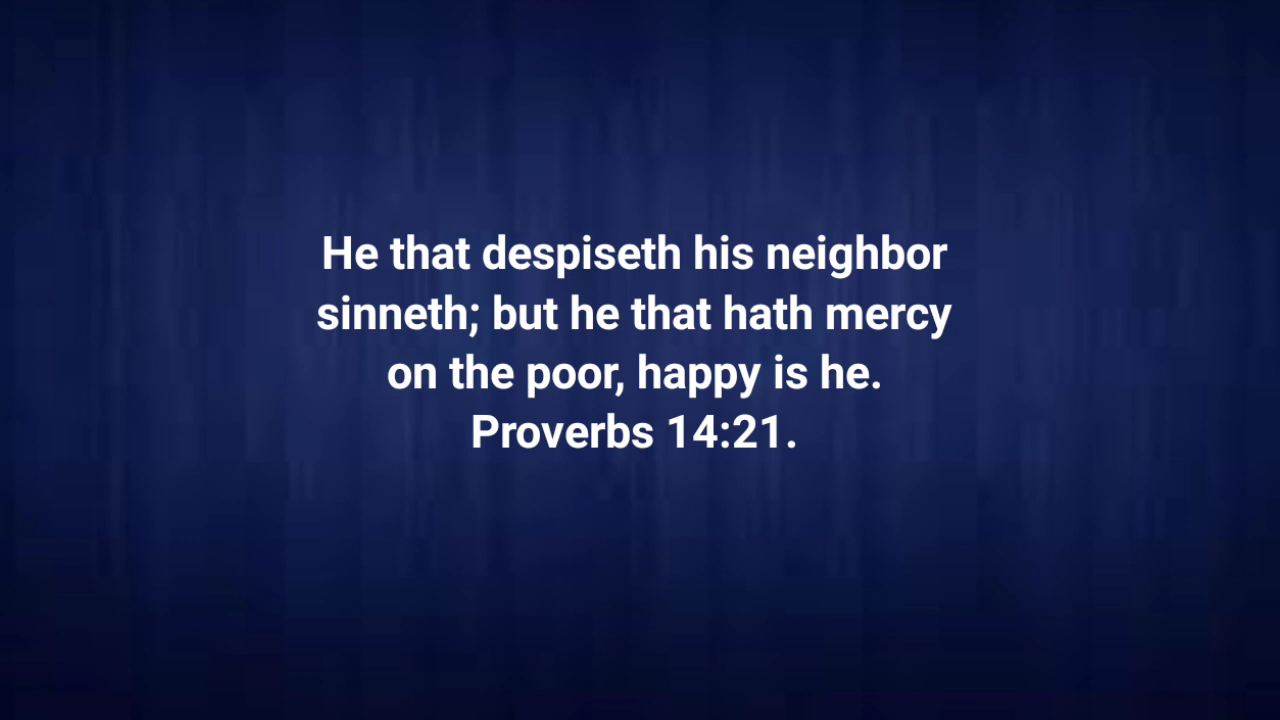 He that despiseth his neighbor
sinneth; but he that hath mercy
on the poor, happy is he.
Proverbs 14:21.